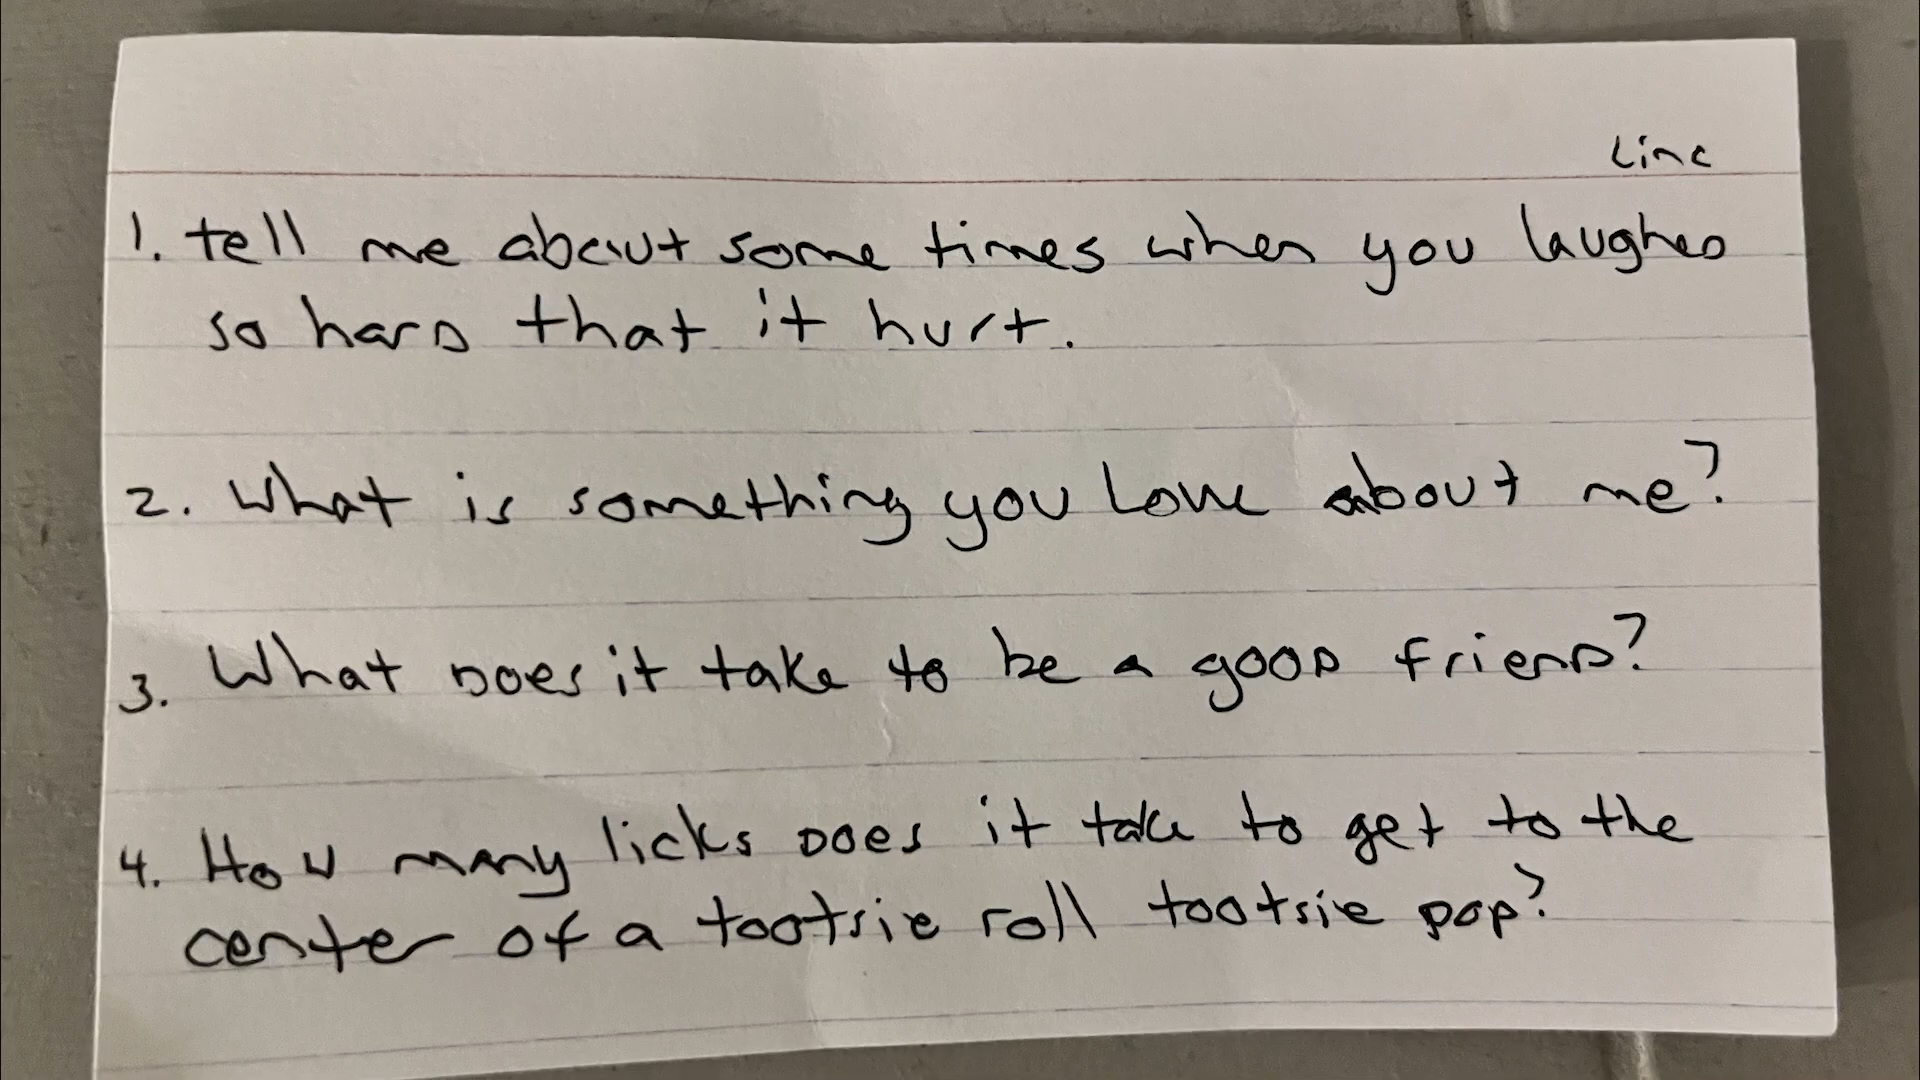 Linc
1. tell me about some times when you laughed
so hard that it hurt.
2. What is something you love about me?
3. What does it take to be a good friend?
4. How many licks does it take to get to the
center of a tootsie roll tootsie pop?